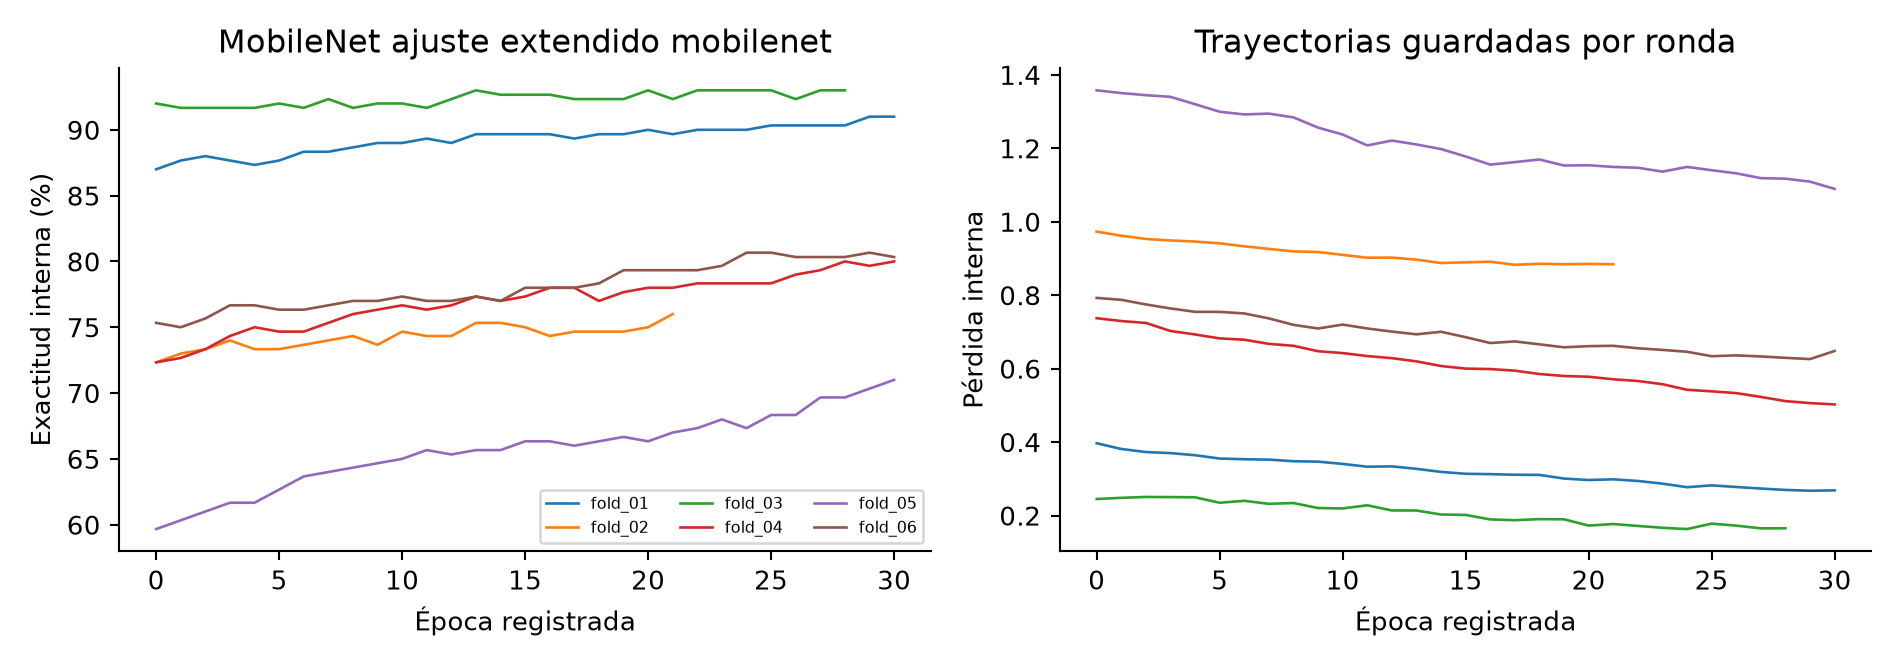 MobileNet ajuste extendido mobilenet
Exactitud interna (%)
90
85
80
75
70
65
60
fold_01 fold_03 fold_05
fold_02 fold_04 fold_06
0 5 10 15 20 25 30
Época registrada
Trayectorias guardadas por ronda
Pérdida interna
1.4
1.2
1.0
0.8
0.6
0.4
0.2
0 5 10 15 20 25 30
Época registrada